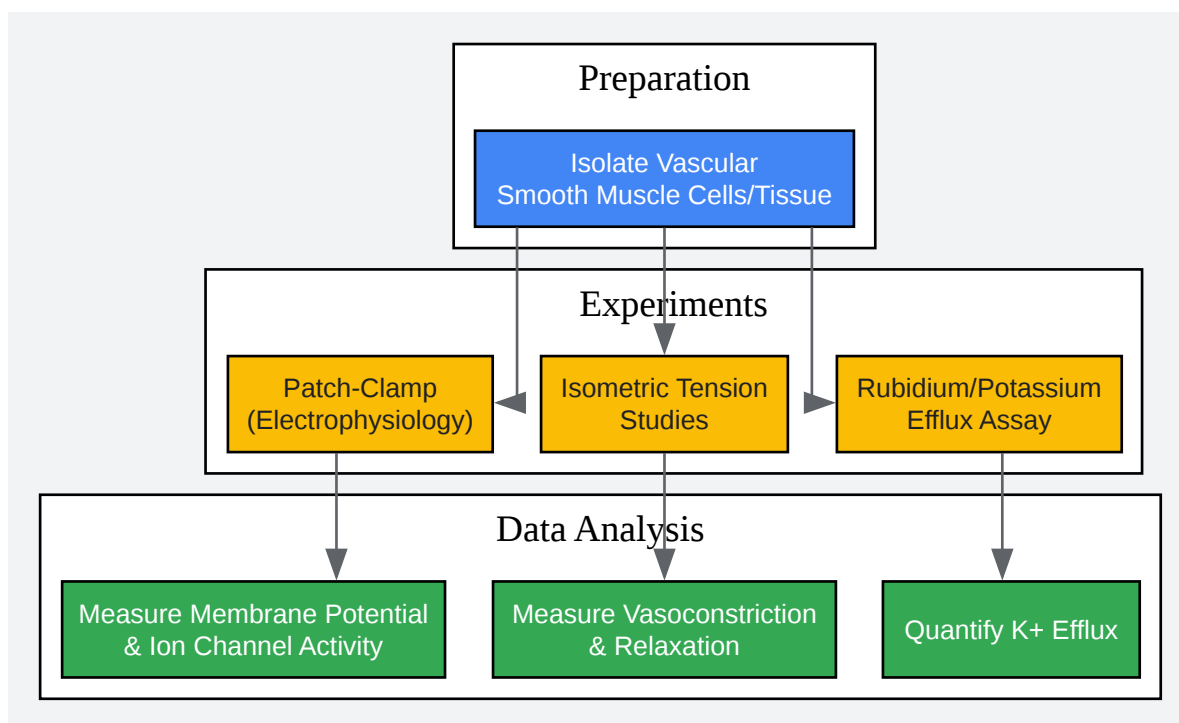 Preparation
Isolate Vascular
Smooth Muscle Cells/Tissue
Experiments
Patch-Clamp
(Electrophysiology)
Isometric Tension
Studies
Rubidium/Potassium
Efflux Assay
Data Analysis
Measure Membrane Potential
& Ion Channel Activity
Measure Vasoconstriction
& Relaxation
Quantify K+ Efflux